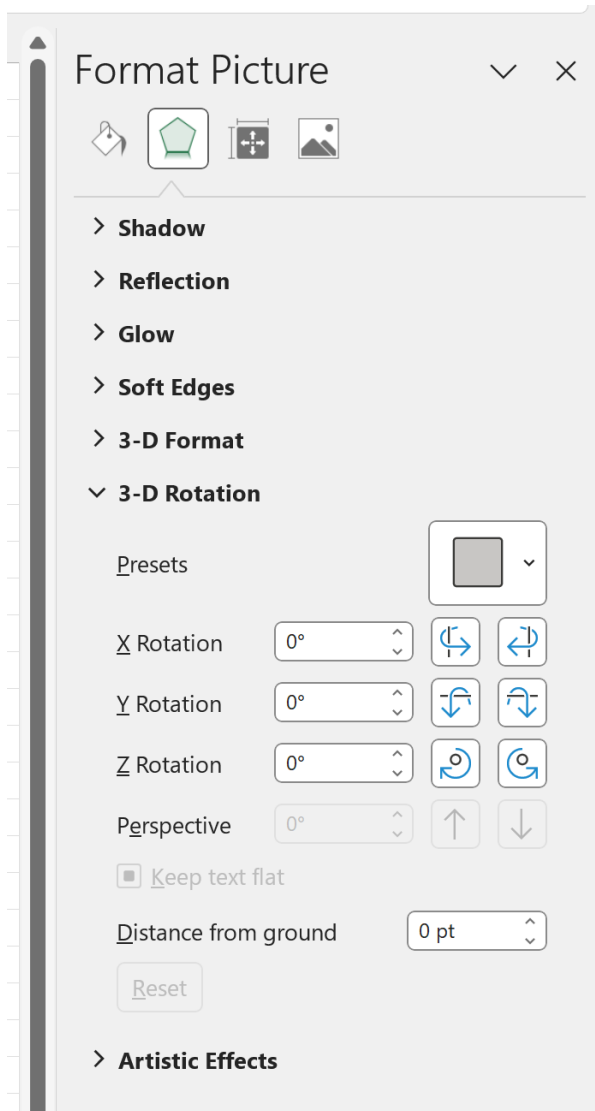 Format Picture
Shadow
Reflection
Glow
Soft Edges
3-D Format
3-D Rotation
Presets
X Rotation 0°
Y Rotation 0°
Z Rotation 0°
Perspective 0°
Keep text flat
Distance from ground 0 pt
Reset
Artistic Effects